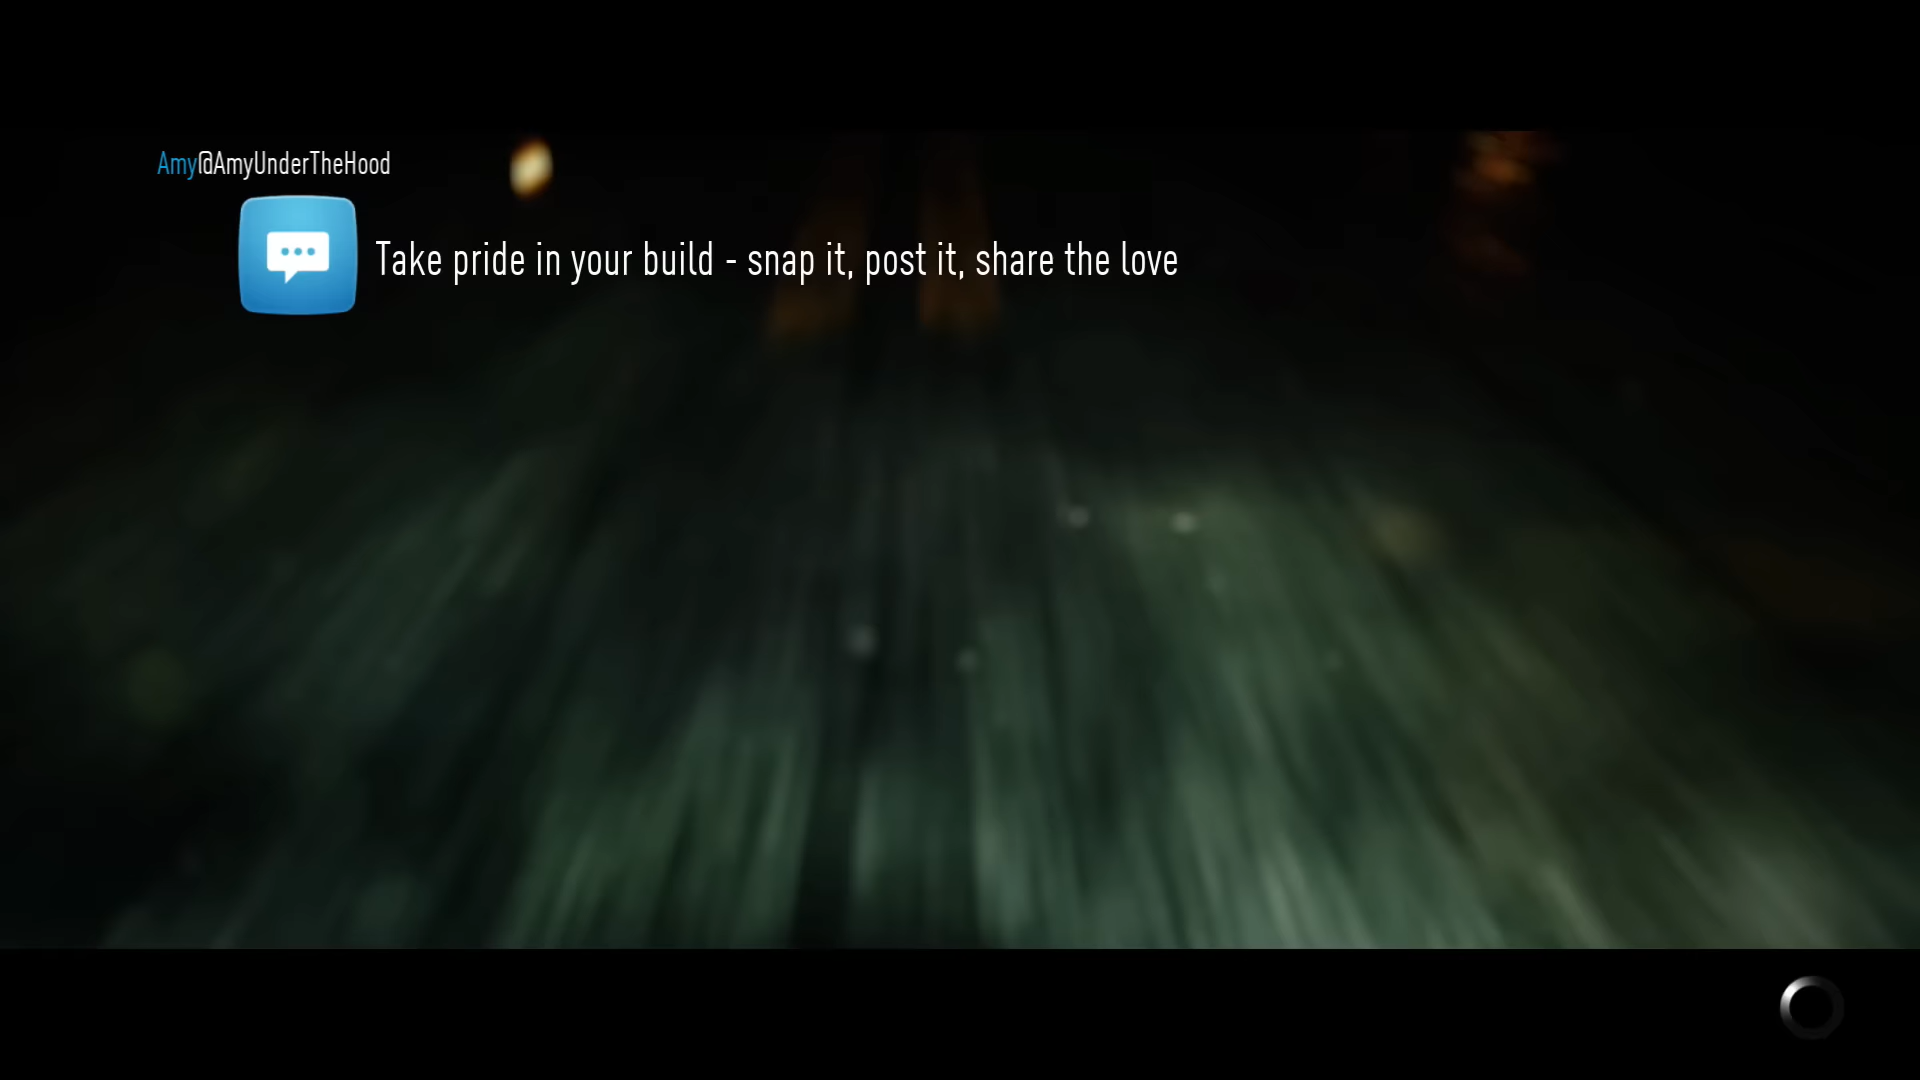 Amy@AmyUnderTheHood
Take pride in your build - snap it, post it, share the love